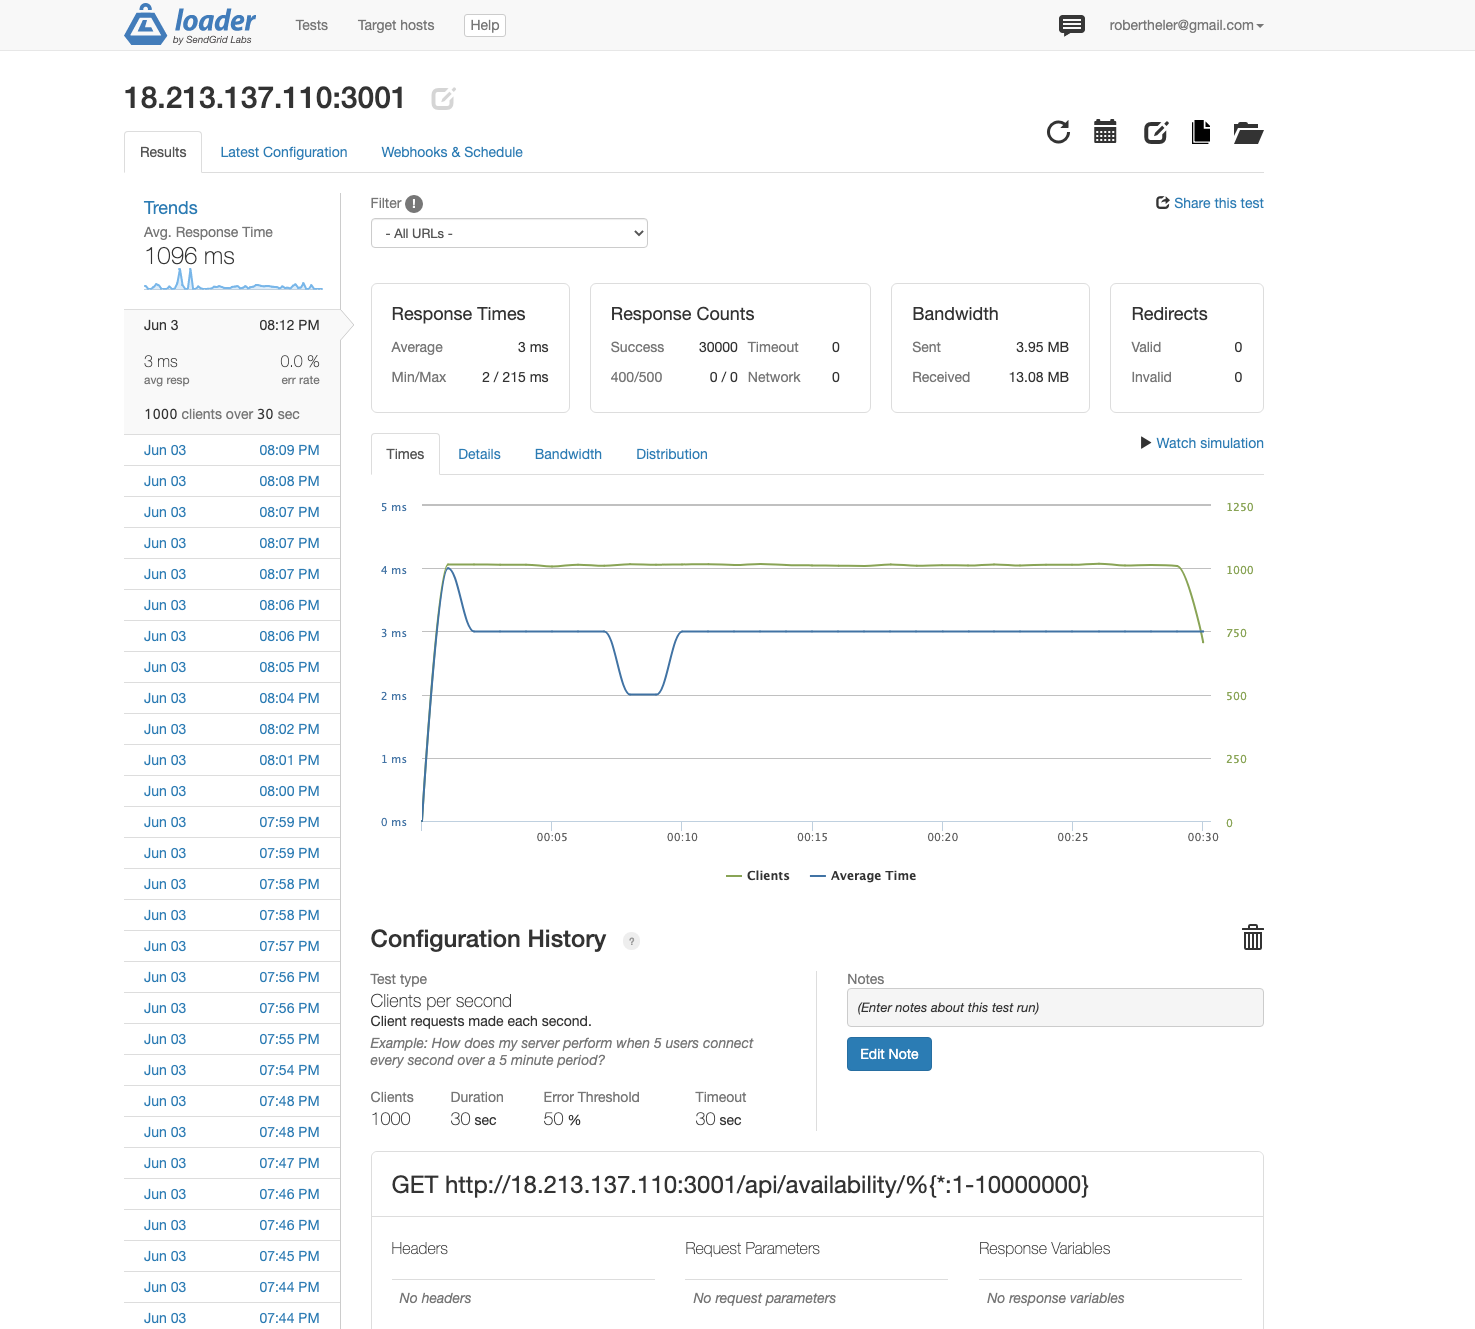 loader
by SendGrid Labs
Tests Target hosts Help
robertheler@gmail.com
18.213.137.110:3001
Results Latest Configuration Webhooks & Schedule
Trends
Avg. Response Time
1096 ms
Jun 3 08:12 PM
3 ms 0.0 %
avg resp err rate
1000 clients over 30 sec
Jun 03 08:09 PM
Jun 03 08:08 PM
Jun 03 08:07 PM
Jun 03 08:07 PM
Jun 03 08:07 PM
Jun 03 08:06 PM
Jun 03 08:06 PM
Jun 03 08:05 PM
Jun 03 08:04 PM
Jun 03 08:02 PM
Jun 03 08:01 PM
Jun 03 08:00 PM
Jun 03 07:59 PM
Jun 03 07:59 PM
Jun 03 07:58 PM
Jun 03 07:58 PM
Jun 03 07:57 PM
Jun 03 07:56 PM
Jun 03 07:56 PM
Jun 03 07:55 PM
Jun 03 07:54 PM
Jun 03 07:48 PM
Jun 03 07:48 PM
Jun 03 07:47 PM
Jun 03 07:46 PM
Jun 03 07:46 PM
Jun 03 07:45 PM
Jun 03 07:44 PM
Jun 03 07:44 PM
Filter !
Share this test
- All URLs -
Response Times
Average 3 ms
Min/Max 2 / 215 ms
Response Counts
Success 30000 Timeout 0
400/500 0 / 0 Network 0
Bandwidth
Sent 3.95 MB
Received 13.08 MB
Redirects
Valid 0
Invalid 0
Times Details Bandwidth Distribution
Watch simulation
5 ms 1250
4 ms 1000
3 ms 750
2 ms 500
1 ms 250
0 ms 0
00:05 00:10 00:15 00:20 00:25 00:30
Clients Average Time
Configuration History ?
Test type
Clients per second
Client requests made each second.
Example: How does my server perform when 5 users connect
every second over a 5 minute period?
Clients Duration Error Threshold Timeout
1000 30 sec 50 % 30 sec
Notes
(Enter notes about this test run)
Edit Note
GET http://18.213.137.110:3001/api/availability/%{*:1-10000000}
Headers Request Parameters Response Variables
No headers No request parameters No response variables